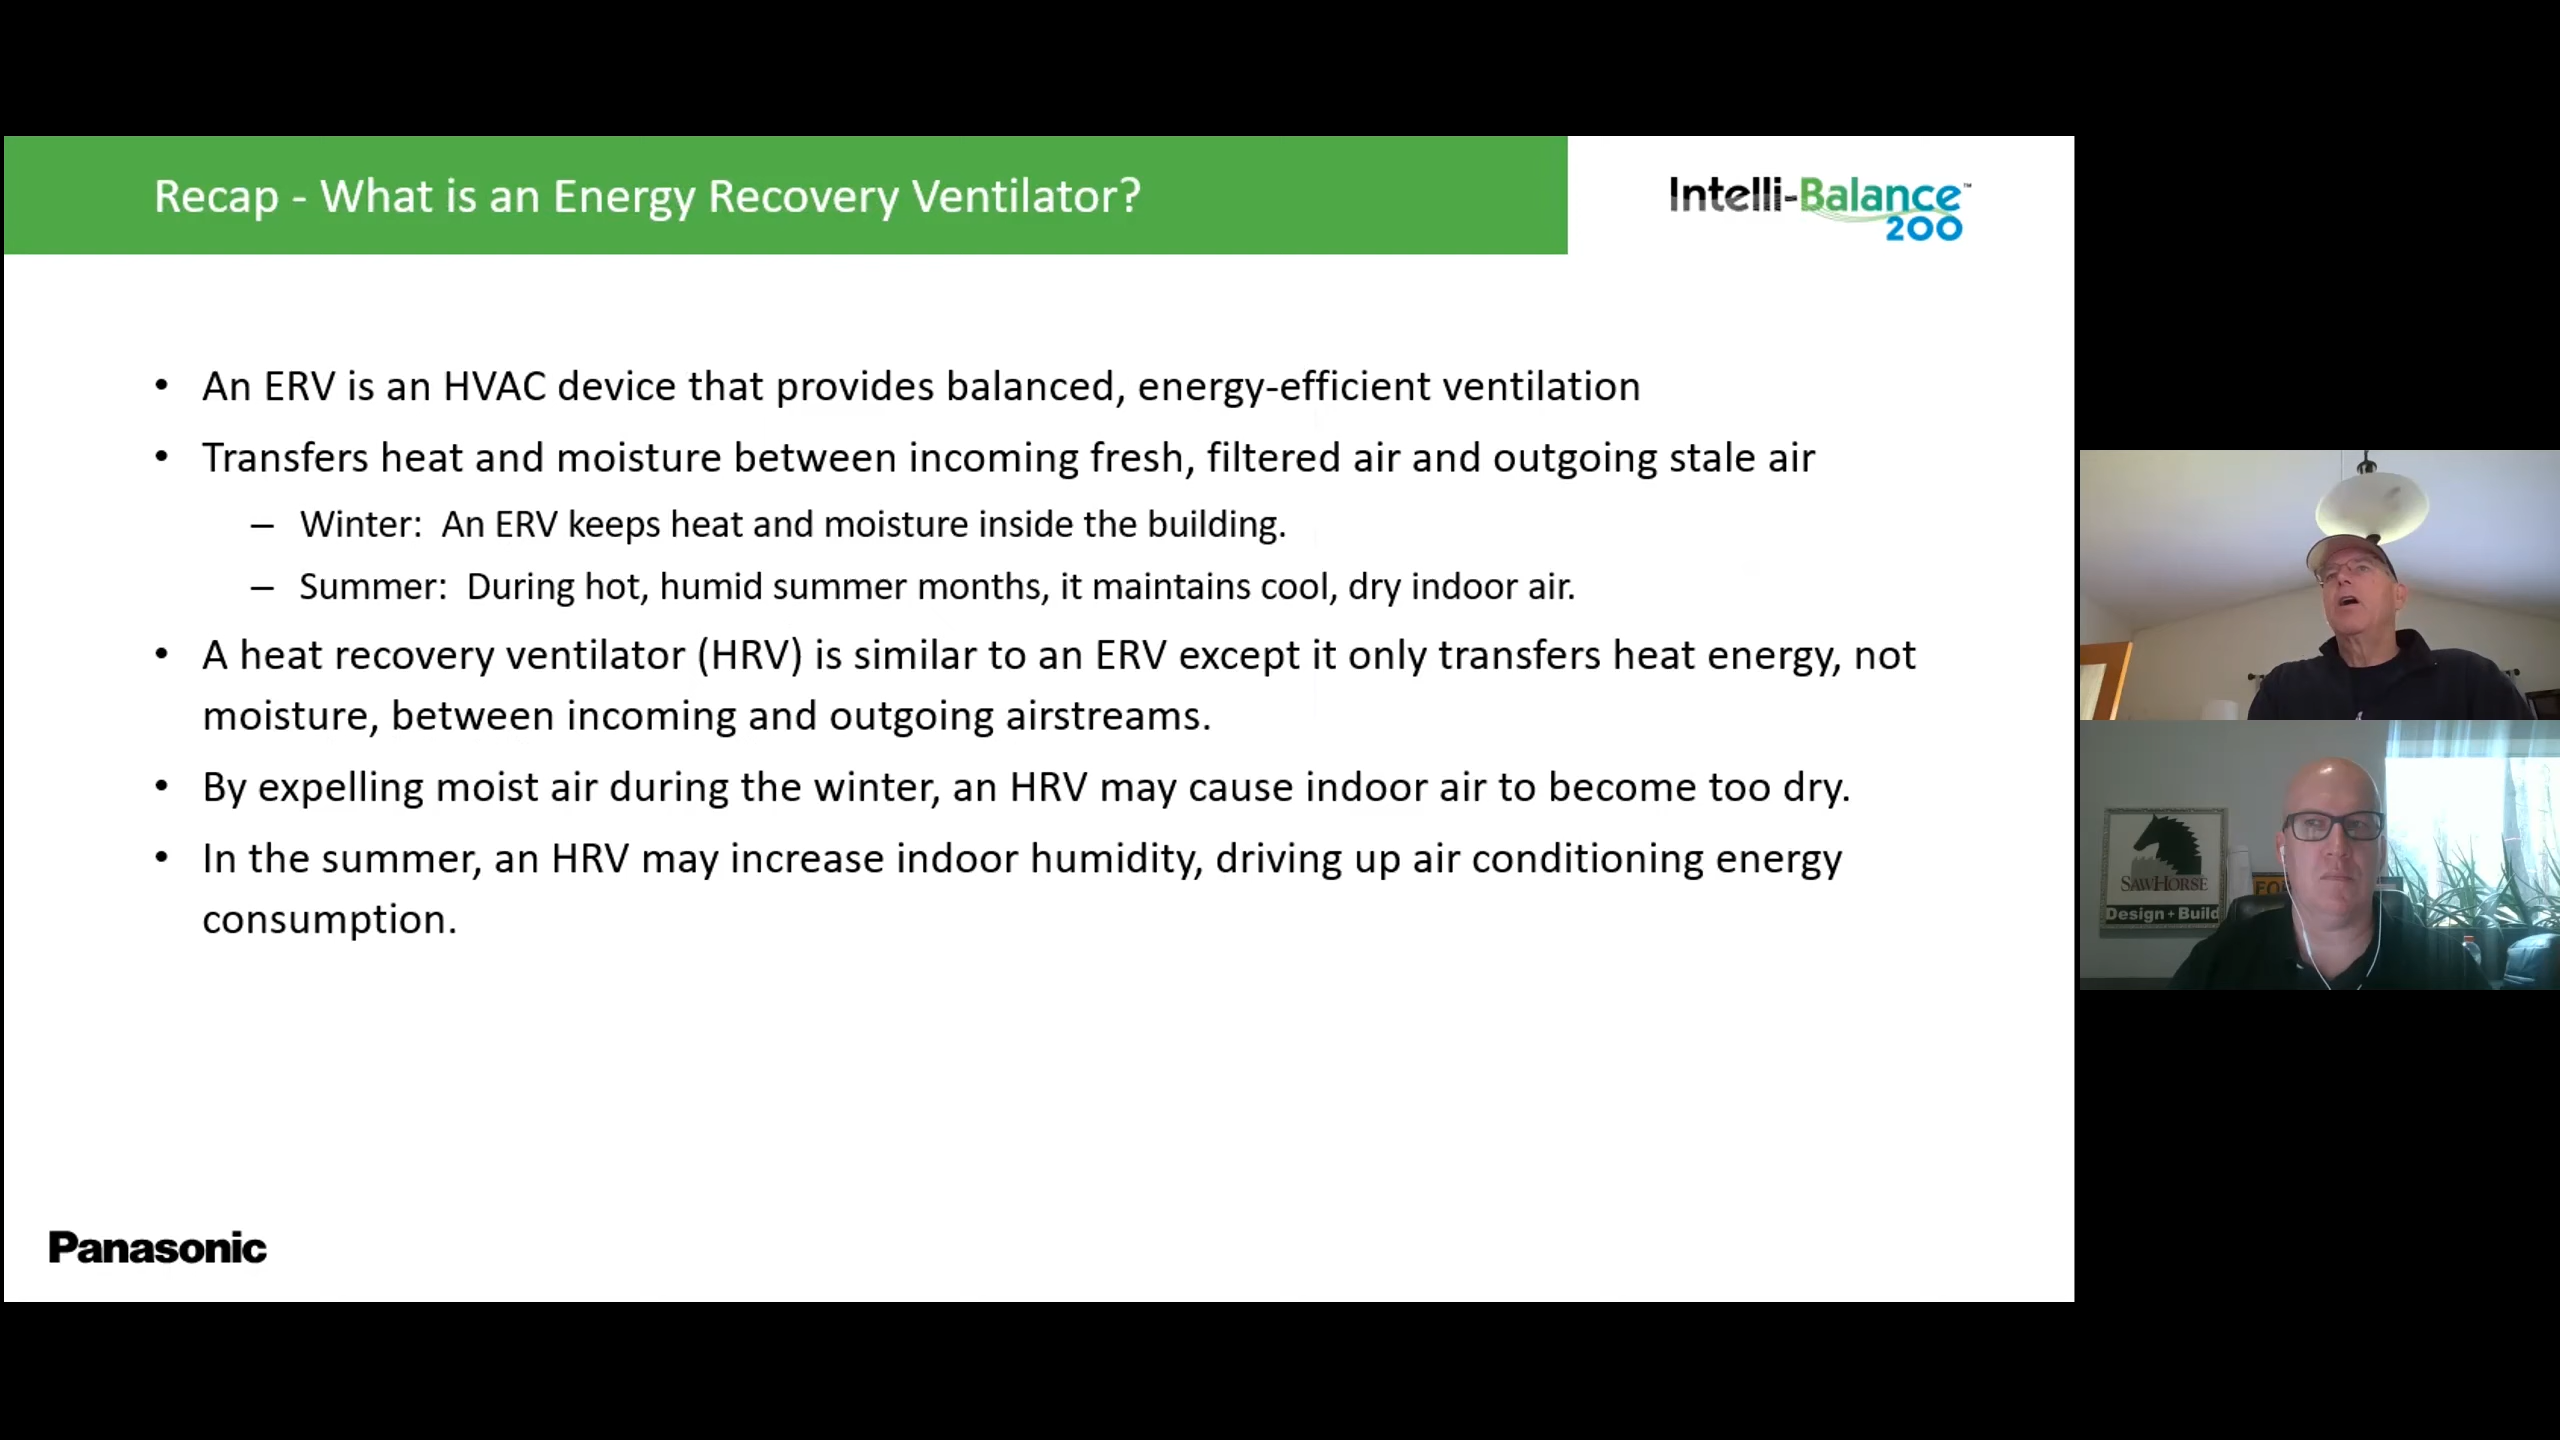 Recap - What is an Energy Recovery Ventilator?
Intelli-Balance™
200
• An ERV is an HVAC device that provides balanced, energy-efficient ventilation
• Transfers heat and moisture between incoming fresh, filtered air and outgoing stale air
– Winter: An ERV keeps heat and moisture inside the building.
– Summer: During hot, humid summer months, it maintains cool, dry indoor air.
• A heat recovery ventilator (HRV) is similar to an ERV except it only transfers heat energy, not
moisture, between incoming and outgoing airstreams.
• By expelling moist air during the winter, an HRV may cause indoor air to become too dry.
• In the summer, an HRV may increase indoor humidity, driving up air conditioning energy
consumption.
Panasonic
SAWHORSE
Design + Build